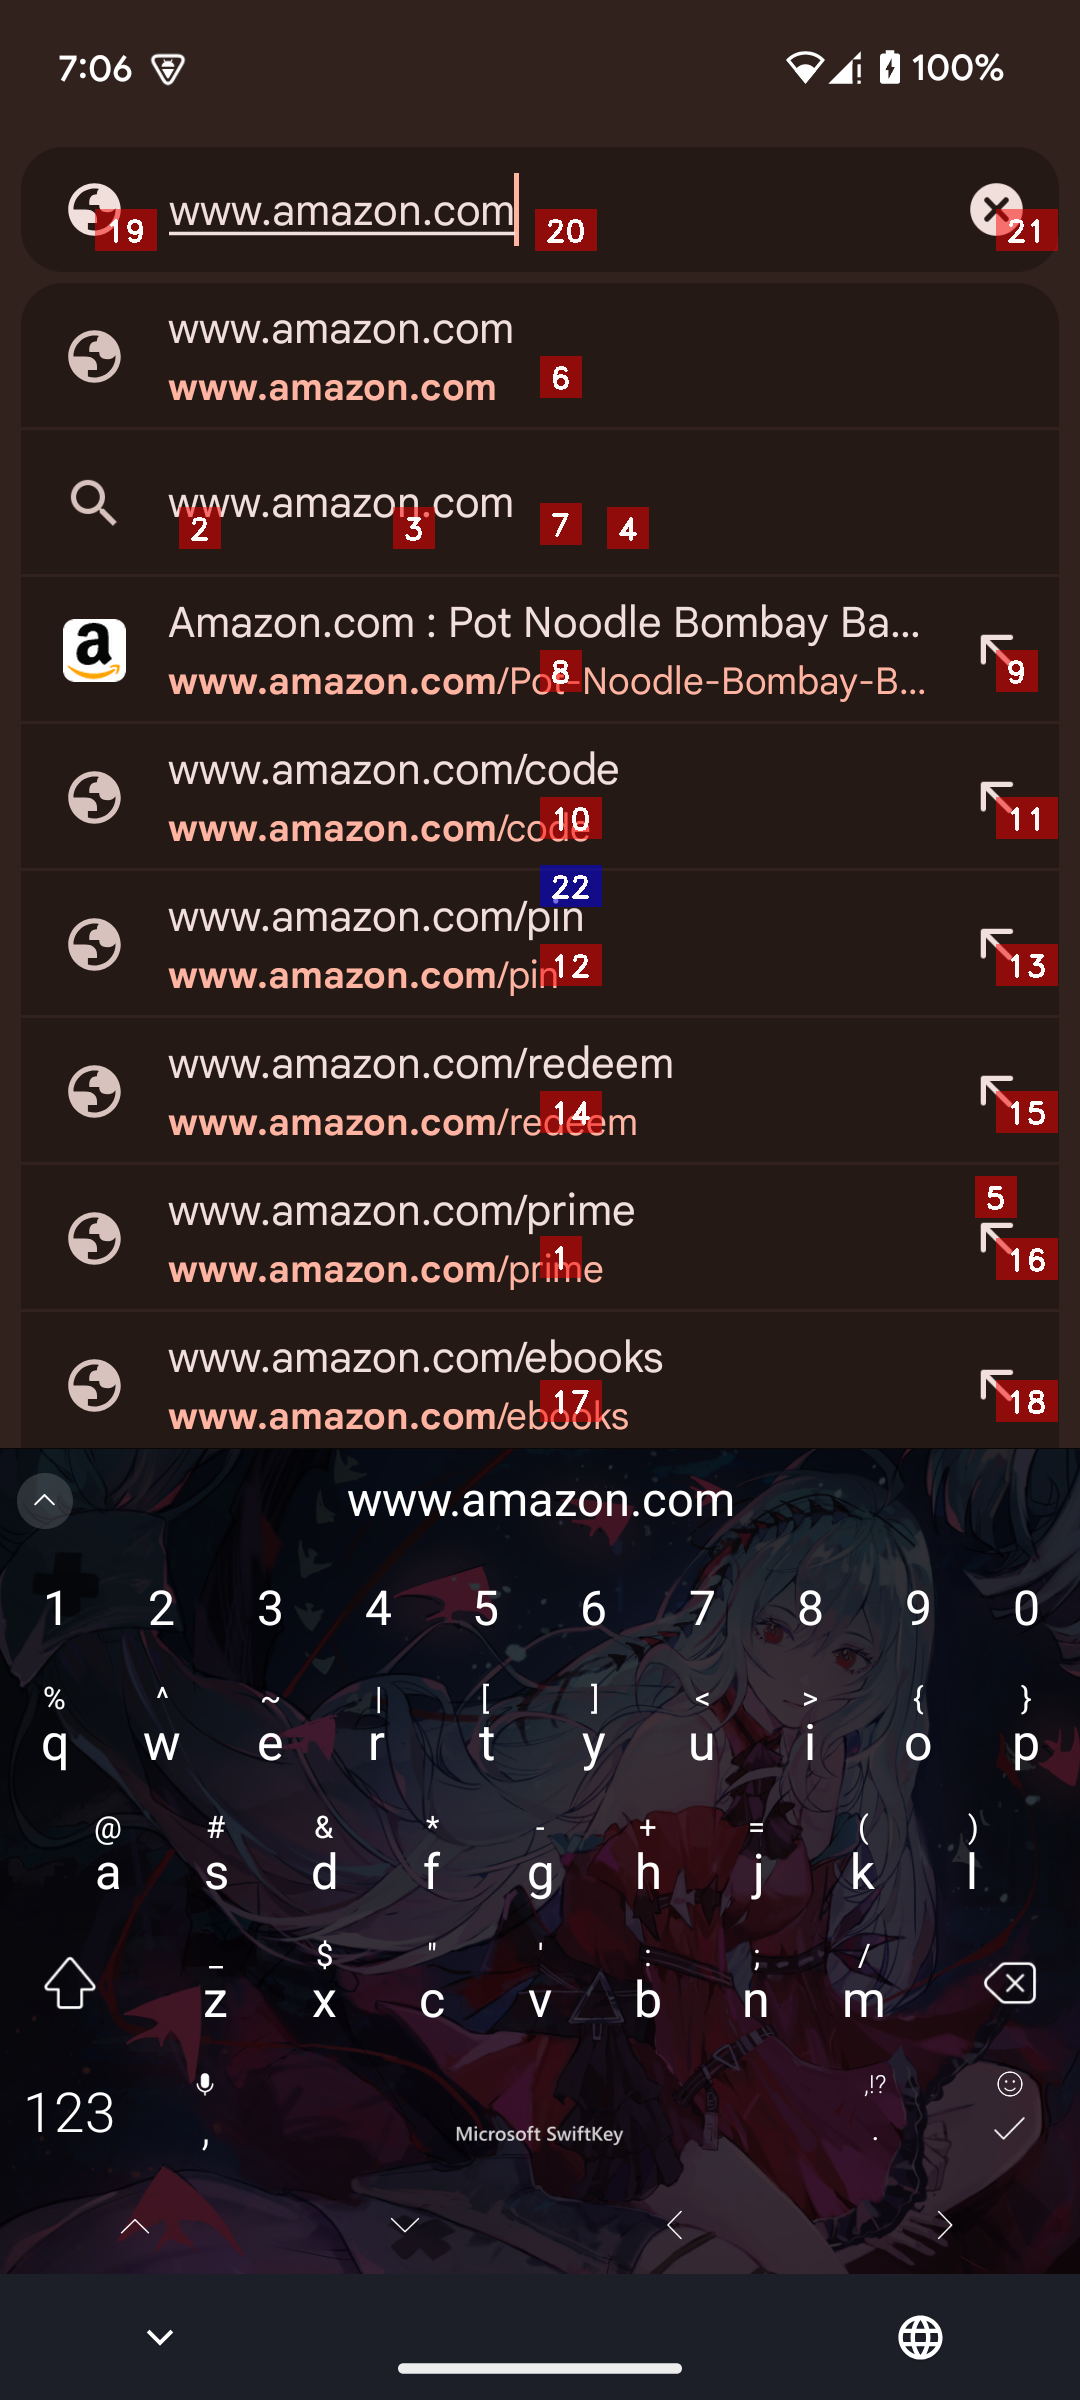 7:06 100%
www.amazon.com
19 20 21
www.amazon.com
www.amazon.com 6
www.amazon.com
2 3 7 4
Amazon.com : Pot Noodle Bombay Ba...
www.amazon.com/Pot-Noodle-Bombay-B...
8 9
www.amazon.com/code
www.amazon.com/code
10 11
22
www.amazon.com/pin
www.amazon.com/pin
12 13
www.amazon.com/redeem
www.amazon.com/redeem
14 15
5
www.amazon.com/prime
www.amazon.com/prime
1 16
www.amazon.com/ebooks
www.amazon.com/ebooks
17 18
www.amazon.com
1 2 3 4 5 6 7 8 9 0
% ^ ~ | [ ] < > { }
q w e r t y u i o p
@ # & * - + = ( )
a s d f g h j k l
_ $ " ' : ; /
z x c v b n m
,!?
123 , Microsoft SwiftKey .